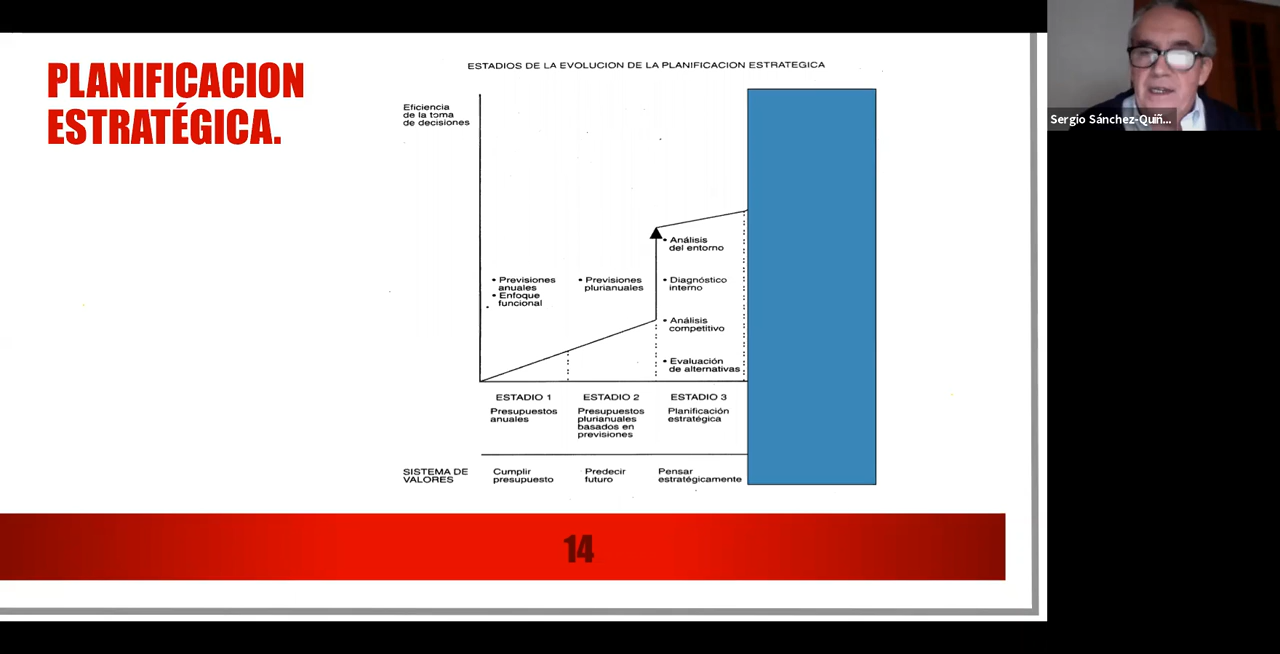 PLANIFICACION
ESTRATÉGICA.
ESTADIOS DE LA EVOLUCION DE LA PLANIFICACION ESTRATEGICA
Eficiencia
de la toma
de decisiones
• Previsiones
anuales
• Enfoque
funcional
• Previsiones
plurianuales
• Análisis
del entorno
• Diagnóstico
interno
• Análisis
competitivo
• Evaluación
de alternativas
ESTADIO 1
Presupuestos
anuales
ESTADIO 2
Presupuestos
plurianuales
basados en
previsiones
ESTADIO 3
Planificación
estratégica
SISTEMA DE
VALORES
Cumplir
presupuesto
Predecir
futuro
Pensar
estratégicamente
14
Sergio Sánchez-Quiñ...